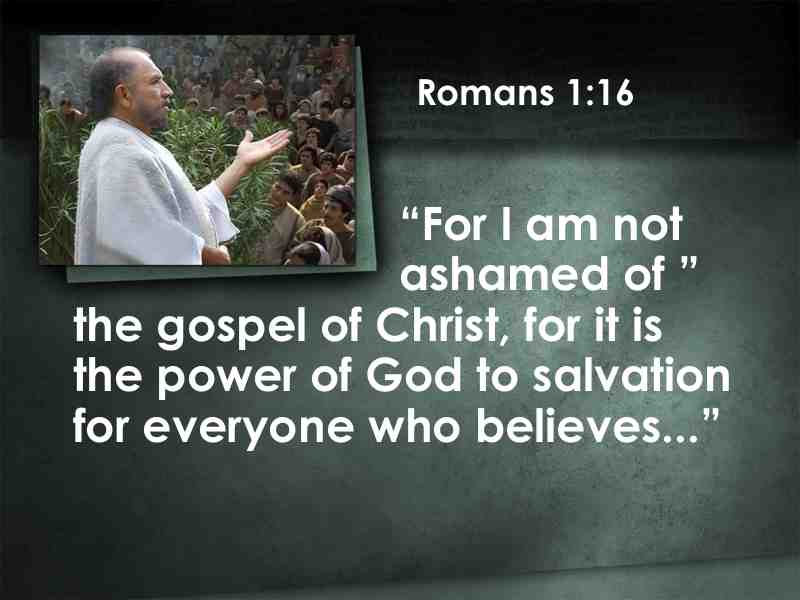 Romans 1:16
“For I am not
ashamed of ”
the gospel of Christ, for it is
the power of God to salvation
for everyone who believes...”